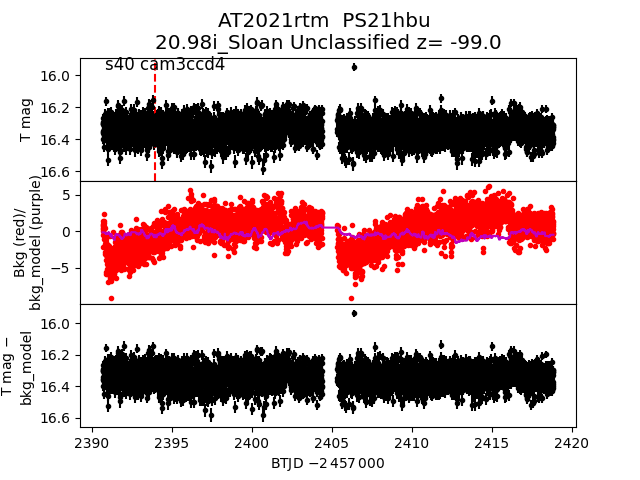 AT2021rtm  PS21hbu
20.98i_Sloan Unclassified z= -99.0
s40 cam3ccd4
16.0
16.2
16.4
16.6
T mag
5
0
−5
Bkg (red)/
bkg_model (purple)
16.0
16.2
16.4
16.6
T mag −
bkg_model
2390
2395
2400
2405
2410
2415
2420
BTJD −2 457 000